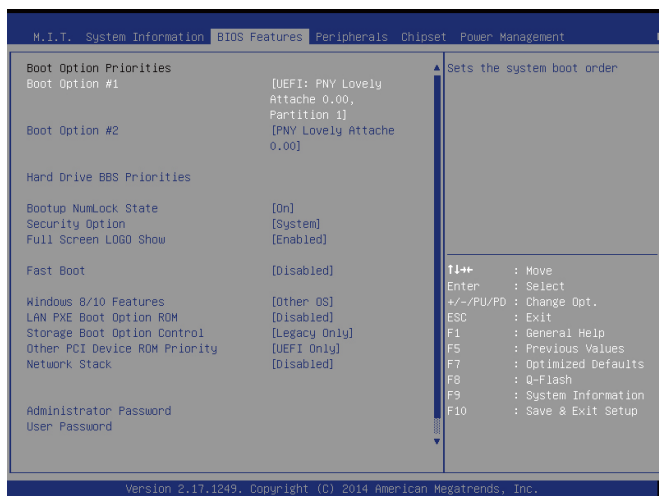 M.I.T. System Information BIOS Features Peripherals Chipset Power Management
Boot Option Priorities
Boot Option #1 [UEFI: PNY Lovely
Attache 0.00,
Partition 1]
Boot Option #2 [PNY Lovely Attache
0.00]
Hard Drive BBS Priorities
Bootup NumLock State [On]
Security Option [System]
Full Screen LOGO Show [Enabled]
Fast Boot [Disabled]
Windows 8/10 Features [Other OS]
LAN PXE Boot Option ROM [Disabled]
Storage Boot Option Control [Legacy Only]
Other PCI Device ROM Priority [UEFI Only]
Network Stack [Disabled]
Administrator Password
User Password
Sets the system boot order
↑↓→← : Move
Enter : Select
+/-/PU/PD : Change Opt.
ESC : Exit
F1 : General Help
F5 : Previous Values
F7 : Optimized Defaults
F8 : Q-Flash
F9 : System Information
F10 : Save & Exit Setup
Version 2.17.1249. Copyright (C) 2014 American Megatrends, Inc.